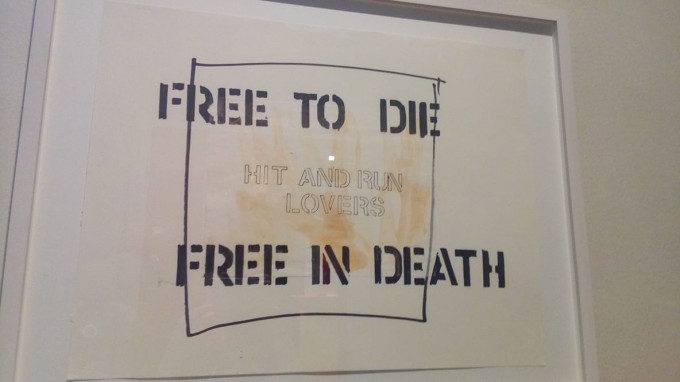 FREE TO DIE
HIT AND RUN
LOVERS
FREE IN DEATH